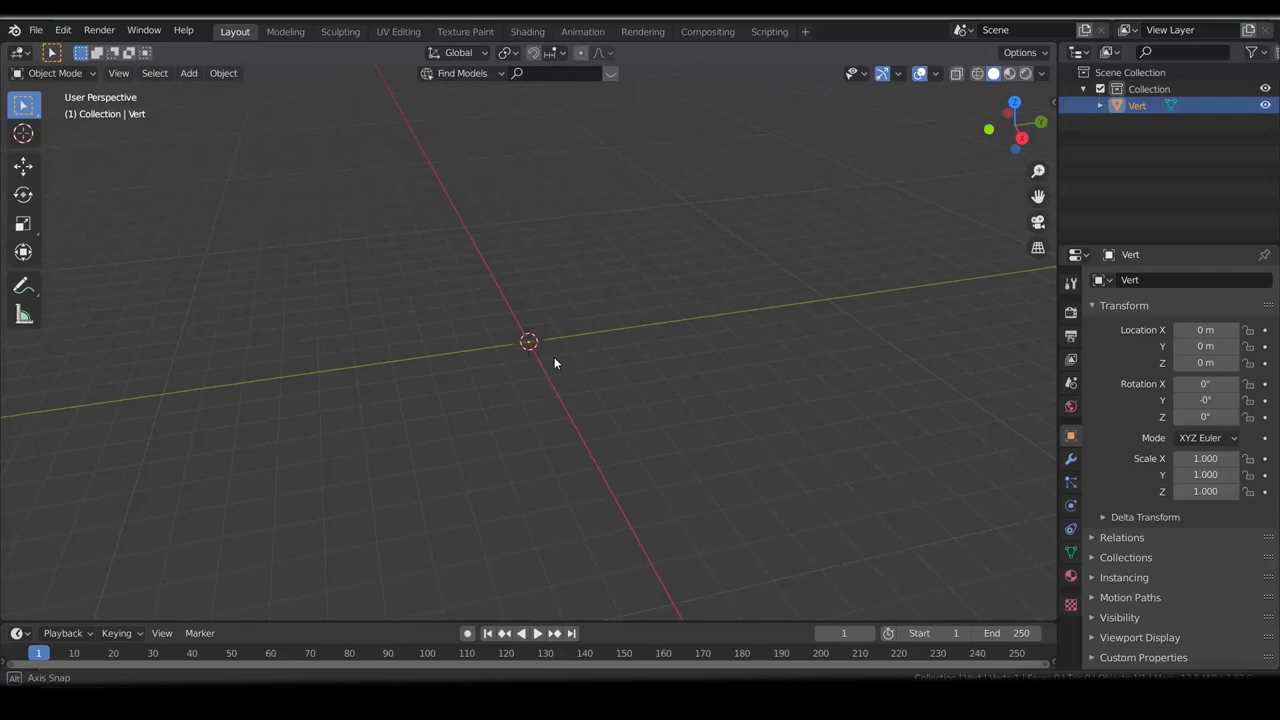 File Edit Render Window Help Layout Modeling Sculpting UV Editing Texture Paint Shading Animation Rendering Compositing Scripting + Scene View Layer
Global Options
Object Mode View Select Add Object Find Models
User Perspective
(1) Collection | Vert
Z
Y
X
Scene Collection
Collection
Vert
Vert
Vert
Transform
Location X 0 m
Y 0 m
Z 0 m
Rotation X 0°
Y -0°
Z 0°
Mode XYZ Euler
Scale X 1.000
Y 1.000
Z 1.000
Delta Transform
Relations
Collections
Instancing
Motion Paths
Visibility
Viewport Display
Custom Properties
Playback Keying View Marker 1 Start 1 End 250
1 10 20 30 40 50 60 70 80 90 100 110 120 130 140 150 160 170 180 190 200 210 220 230 240 250
Alt Axis Snap